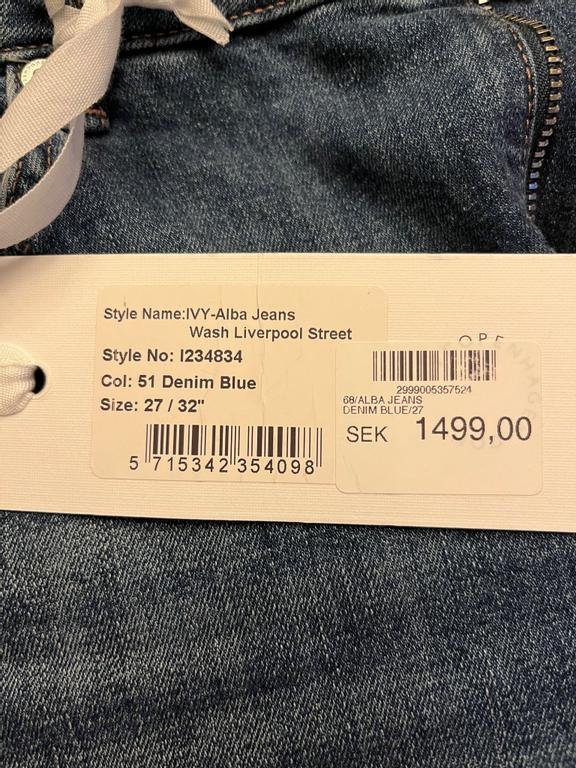 Style Name:IVY-Alba Jeans
Wash Liverpool Street
Style No: I234834
Col: 51 Denim Blue
Size: 27 / 32"
5 715342 354098
2999005357524
68/ALBA JEANS
DENIM BLUE/27
SEK 1499,00